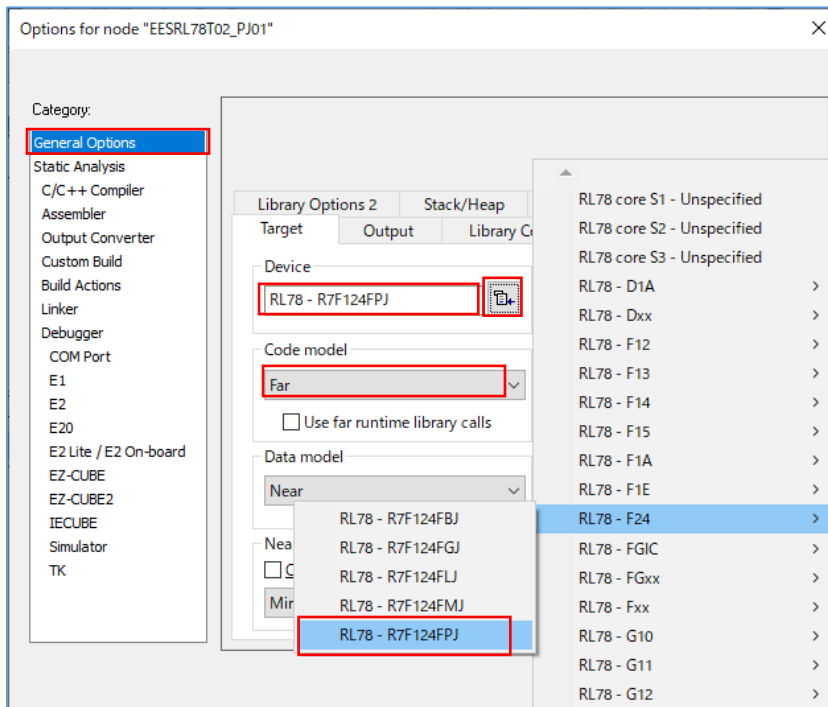 Options for node "EESRL78T02_PJ01"
Category:
General Options
Static Analysis
C/C++ Compiler
Assembler
Output Converter
Custom Build
Build Actions
Linker
Debugger
COM Port
E1
E2
E20
E2 Lite / E2 On-board
EZ-CUBE
EZ-CUBE2
IECUBE
Simulator
TK
Library Options 2
Stack/Heap
Target
Output
Library C
Device
RL78 - R7F124FPJ
Code model
Far
Use far runtime library calls
Data model
Near
Nea
Mir
RL78 - R7F124FBJ
RL78 - R7F124FGJ
RL78 - R7F124FLJ
RL78 - R7F124FMJ
RL78 - R7F124FPJ
RL78 core S1 - Unspecified
RL78 core S2 - Unspecified
RL78 core S3 - Unspecified
RL78 - D1A
RL78 - Dxx
RL78 - F12
RL78 - F13
RL78 - F14
RL78 - F15
RL78 - F1A
RL78 - F1E
RL78 - F24
RL78 - FGIC
RL78 - FGxx
RL78 - Fxx
RL78 - G10
RL78 - G11
RL78 - G12